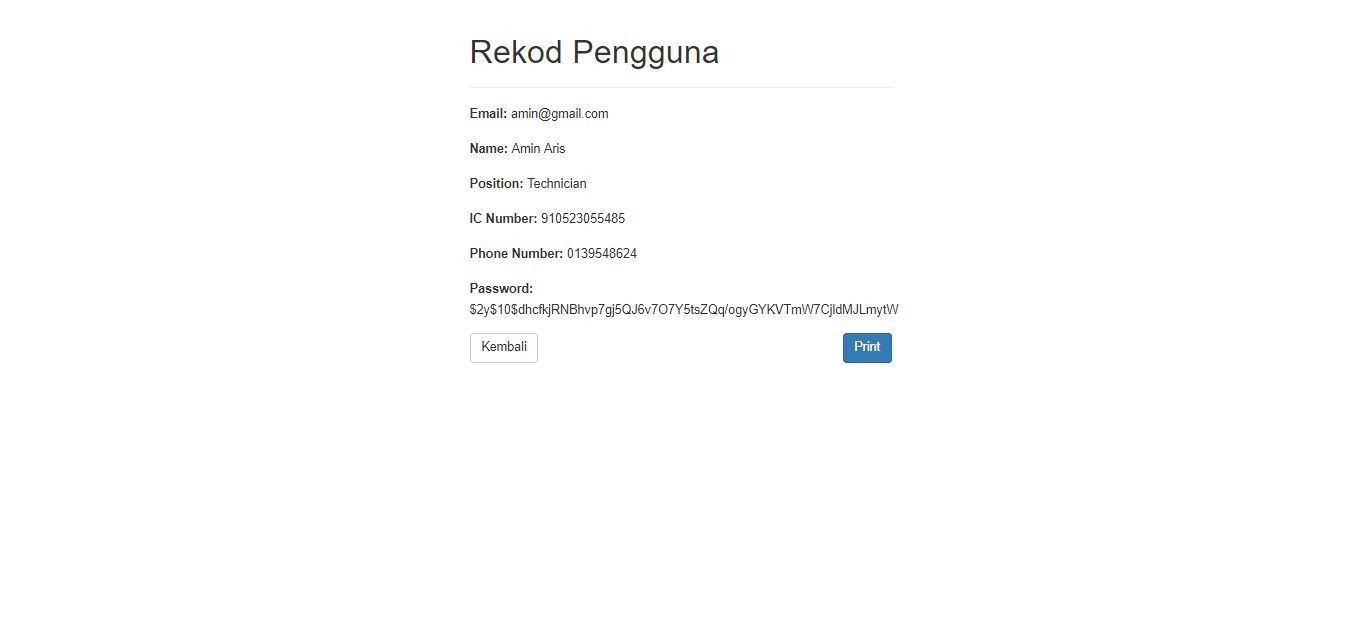 Rekod Pengguna
Email: amin@gmail.com
Name: Amin Aris
Position: Technician
IC Number: 910523055485
Phone Number: 0139548624
Password:
$2y$10$dhcfkjRNBhvp7gj5QJ6v7O7Y5tsZQq/ogyGYKVTmW7CjIdMJLmytW
Kembali
Print